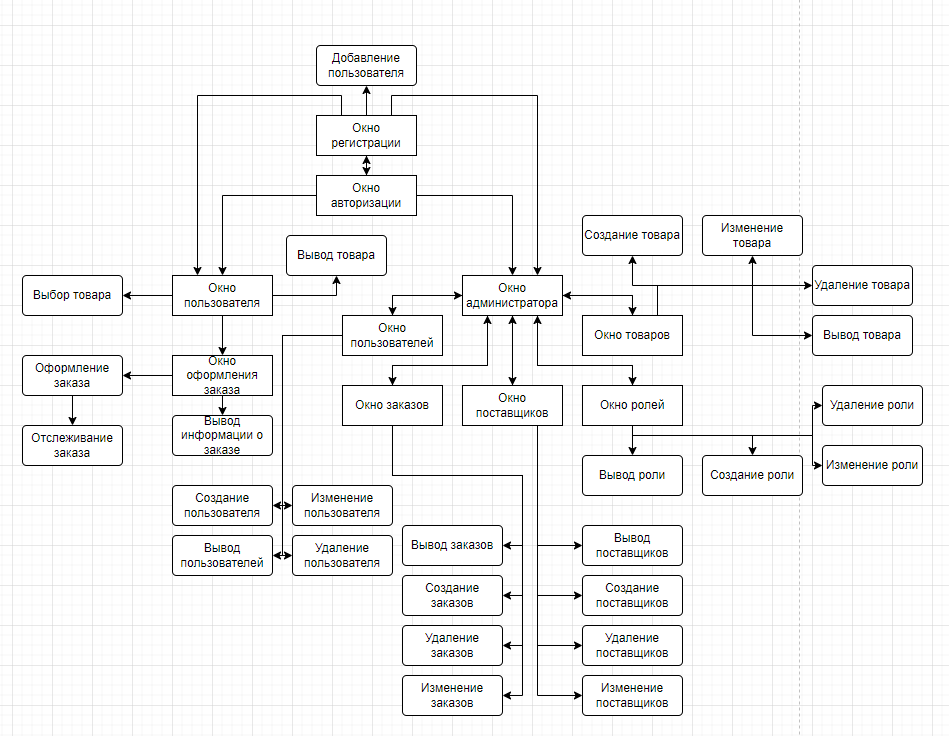 Добавление
пользователя
Окно
регистрации
Окно
авторизации
Создание товара
Изменение
товара
Вывод товара
Выбор товара
Окно
пользователя
Окно
администратора
Удаление товара
Окно
пользователей
Окно товаров
Вывод товара
Оформление
заказа
Окно
оформления
заказа
Окно заказов
Окно
поставщиков
Окно ролей
Удаление роли
Отслеживание
заказа
Вывод
информации о
заказе
Вывод роли
Создание роли
Изменение роли
Создание
пользователя
Изменение
пользователя
Вывод
пользователей
Удаление
пользователя
Вывод заказов
Вывод
поставщиков
Создание
заказов
Создание
поставщиков
Удаление
заказов
Удаление
поставщиков
Изменение
заказов
Изменение
поставщиков